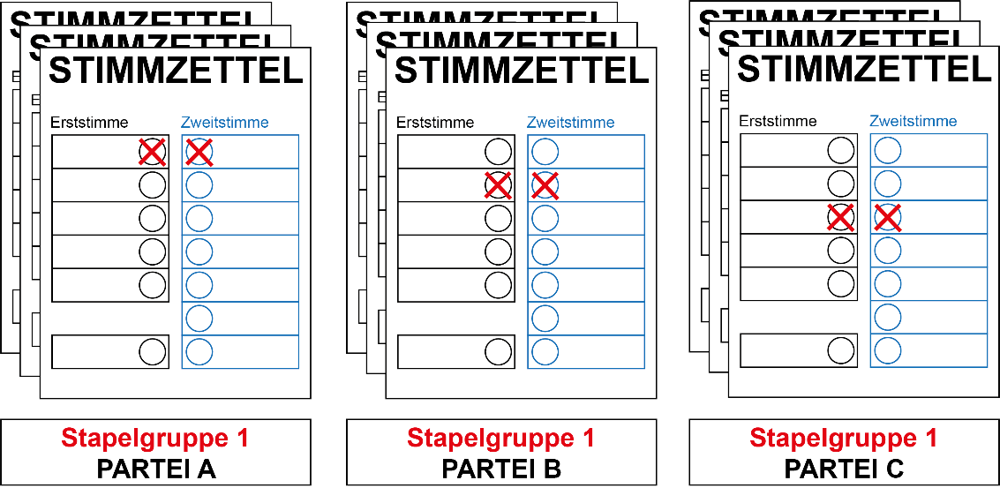 STIMMZETTEL
STIMMZETTEL
STIMMZETTEL
Erststimme Zweitstimme
Stapelgruppe 1
PARTEI A
STIMMZETTEL
STIMMZETTEL
STIMMZETTEL
Erststimme Zweitstimme
Stapelgruppe 1
PARTEI B
STIMMZETTEL
STIMMZETTEL
STIMMZETTEL
Erststimme Zweitstimme
Stapelgruppe 1
PARTEI C